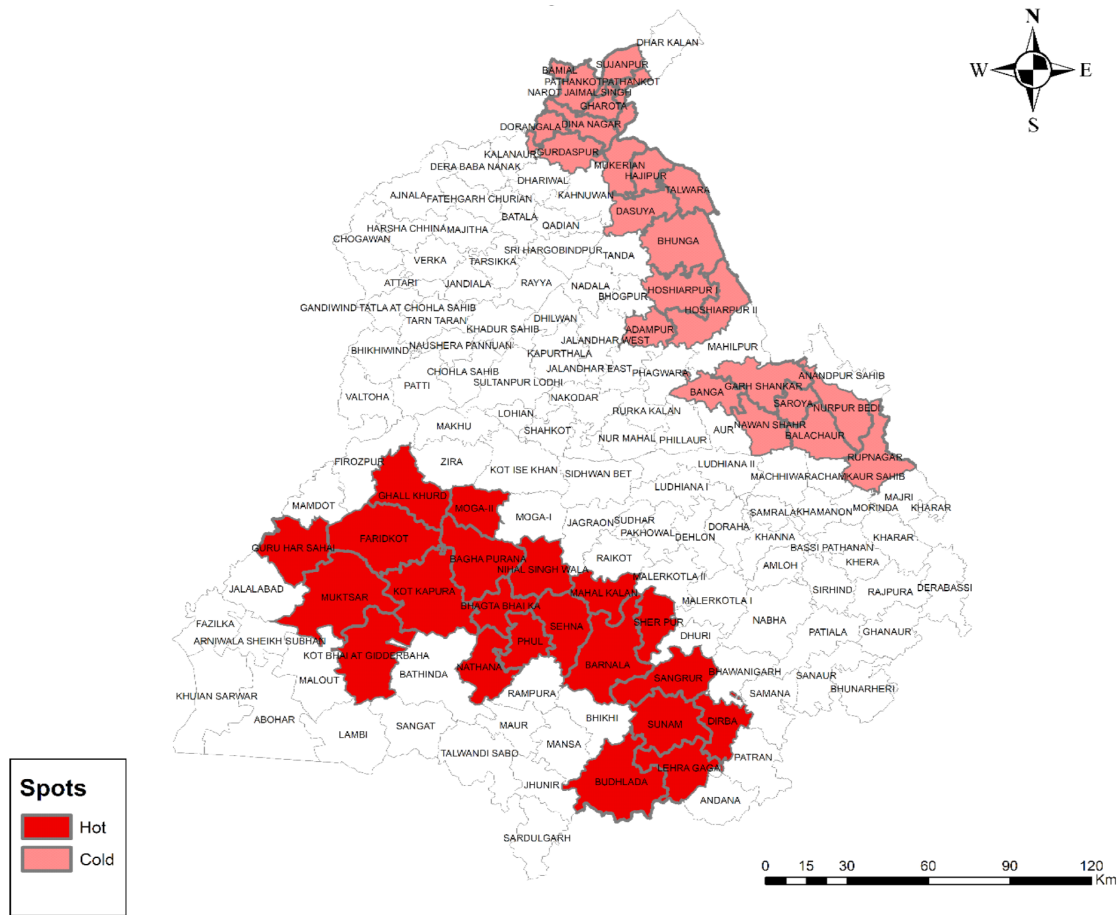 N
W E
S
DHAR KALAN
SUJANPUR
BAMIAL
PATHANKOT PATHANKOT
NAROT JAIMAL SINGH
GHAROTA
DORANGALA
DINA NAGAR
KALANAUR
GURDASPUR
DERA BABA NANAK
MUKERIAN
HAJIPUR
DHARIWAL
TALWARA
AJNALA
FATEHGARH CHURIAN
KAHNUWAN
DASUYA
BATALA
HARSHA CHHINA
MAJITHA
QADIAN
CHOGAWAN
BHUNGA
SRI HARGOBINDPUR
TANDA
VERKA
TARSIKKA
ATTARI
JANDIALA
RAYYA
NADALA
HOSHIARPUR I
BHOGPUR
GANDIWIND TATLA AT CHOHLA SAHIB
HOSHIARPUR II
TARN TARAN
DHILWAN
KHADUR SAHIB
ADAMPUR
JALANDHAR WEST
NAUSHERA PANNUAN
MAHILPUR
BHIKHIWIND
KAPURTHALA
CHOHLA SAHIB
JALANDHAR EAST
PHAGWARA
ANANDPUR SAHIB
PATTI
SULTANPUR LODHI
GARH SHANKAR
BANGA
VALTOHA
NAKODAR
SAROYA
NURPUR BEDI
LOHIAN
RURKA KALAN
MAKHU
SHAHKOT
AUR
NAWAN SHAHR
NUR MAHAL
PHILLAUR
BALACHAUR
FIROZPUR
ZIRA
KOT ISE KHAN
SIDHWAN BET
LUDHIANA II
RUPNAGAR
MACHHIWARA
CHAMKAUR SAHIB
LUDHIANA I
GHALL KHURD
MAJRI
MAMDOT
MOGA-II
MOGA-I
JAGRAON
SUDHAR
SAMRALA
KHAMANON
MORINDA
KHARAR
PAKHOWAL
DORAHA
FARIDKOT
DEHLON
KHANNA
KHARAR
GURU HAR SAHAI
BASSI PATHANAN
BAGHA PURANA
RAIKOT
KHERA
NIHAL SINGH WALA
AMLOH
MALERKOTLA II
JALALABAD
KOT KAPURA
MAHAL KALAN
SIRHIND
RAJPURA
DERABASSI
MUKTSAR
MALERKOTLA I
BHAGTA BHAI KA
FAZILKA
SEHNA
SHER PUR
NABHA
ARNIWALA SHEIKH SUBHAN
PHUL
DHURI
PATIALA
GHANAUR
KOT BHAI AT GIDDERBAHA
NATHANA
BARNALA
BATHINDA
BHAWANIGARH
MALOUT
SANGRUR
SANAUR
KHUIAN SARWAR
RAMPURA
SAMANA
BHUNARHERI
ABOHAR
BHIKHI
SUNAM
DIRBA
LAMBI
SANGAT
MAUR
MANSA
TALWANDI SABO
PATRAN
LEHRA GAGA
JHUNIR
BUDHLADA
ANDANA
SARDULGARH
Spots
Hot
Cold
0 15 30 60 90 120
Km